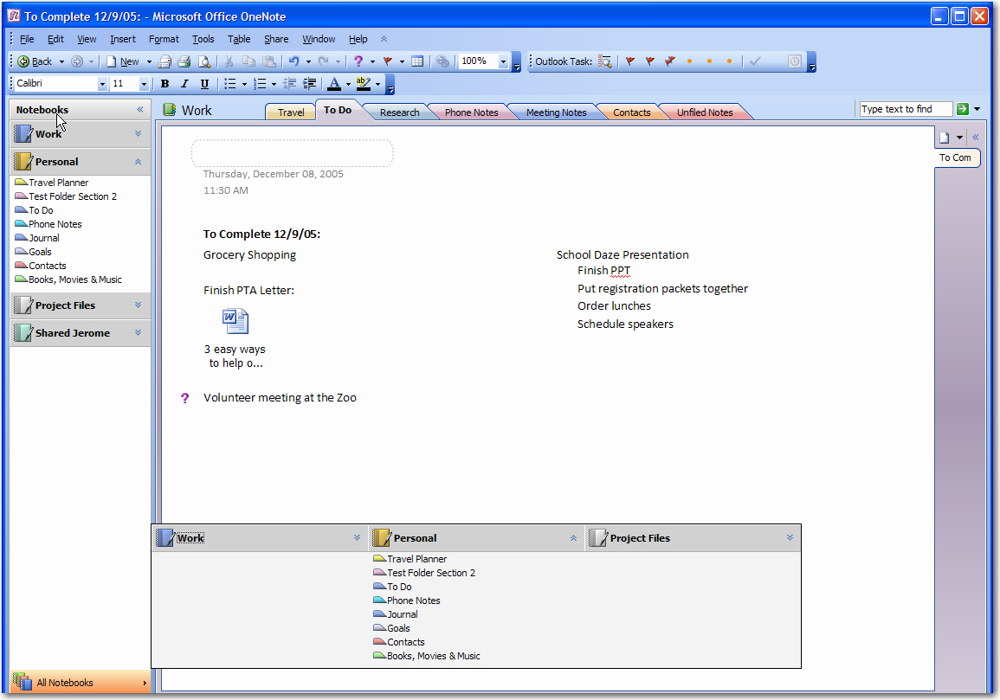 To Complete 12/9/05: - Microsoft Office OneNote
File Edit View Insert Format Tools Table Share Window Help
Back New 100% Outlook Task:
Calibri 11 B I U A ab
Notebooks
Work
Personal
Travel Planner
Test Folder Section 2
To Do
Phone Notes
Journal
Goals
Contacts
Books, Movies & Music
Project Files
Shared Jerome
All Notebooks
Work Travel To Do Research Phone Notes Meeting Notes Contacts Unfiled Notes Type text to find
To Com
Thursday, December 08, 2005
11:30 AM
To Complete 12/9/05:
Grocery Shopping
Finish PTA Letter:
3 easy ways
to help o...
? Volunteer meeting at the Zoo
School Daze Presentation
Finish PPT
Put registration packets together
Order lunches
Schedule speakers
Work Personal Project Files
Travel Planner
Test Folder Section 2
To Do
Phone Notes
Journal
Goals
Contacts
Books, Movies & Music